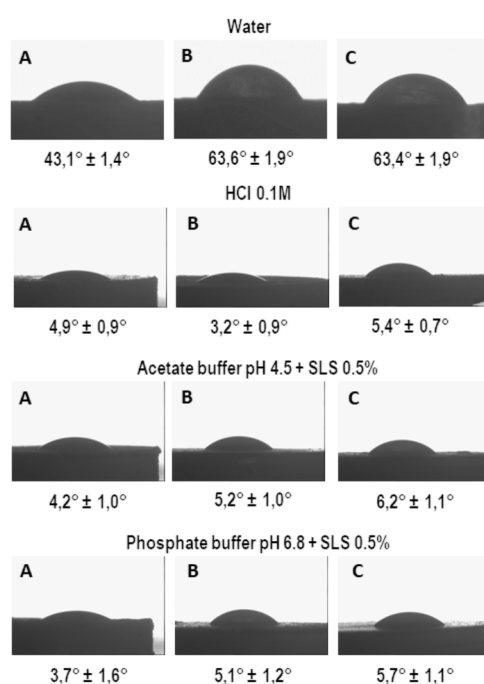 Water
A B C
43,1° ± 1,4° 63,6° ± 1,9° 63,4° ± 1,9°
HCl 0.1M
A B C
4,9° ± 0,9° 3,2° ± 0,9° 5,4° ± 0,7°
Acetate buffer pH 4.5 + SLS 0.5%
A B C
4,2° ± 1,0° 5,2° ± 1,0° 6,2° ± 1,1°
Phosphate buffer pH 6.8 + SLS 0.5%
A B C
3,7° ± 1,6° 5,1° ± 1,2° 5,7° ± 1,1°